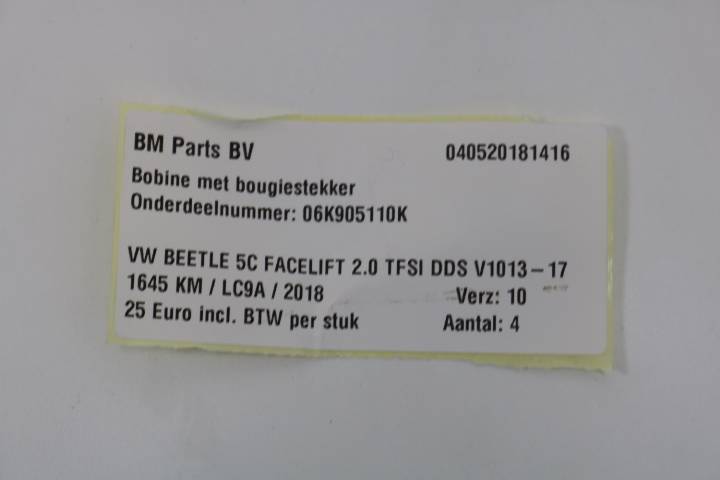 BM Parts BV 040520181416
Bobine met bougiestekker
Onderdeelnummer: 06K905110K
VW BEETLE 5C FACELIFT 2.0 TFSI DDS V1013-17
1645 KM / LC9A / 2018 Verz: 10
25 Euro incl. BTW per stuk Aantal: 4